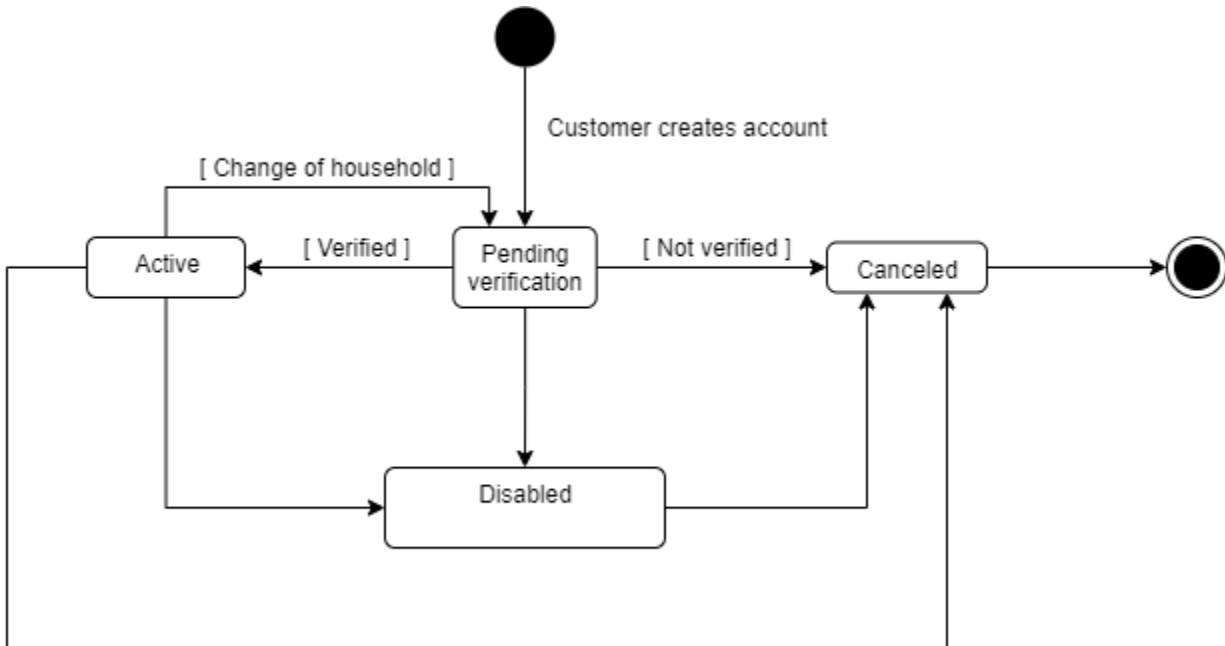 Customer creates account
[ Change of household ]
Active
[ Verified ]
Pending
verification
[ Not verified ]
Canceled
Disabled